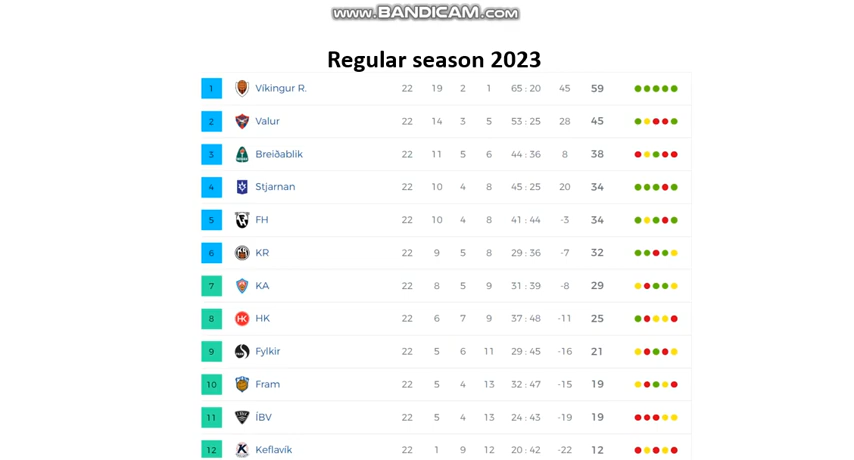 www.BANDICAM.com
Regular season 2023
1 Víkingur R. 22 19 2 1 65 : 20 45 59
2 Valur 22 14 3 5 53 : 25 28 45
3 Breiðablik 22 11 5 6 44 : 36 8 38
4 Stjarnan 22 10 4 8 45 : 25 20 34
5 FH 22 10 4 8 41 : 44 -3 34
6 KR 22 9 5 8 29 : 36 -7 32
7 KA 22 8 5 9 31 : 39 -8 29
8 HK 22 6 7 9 37 : 48 -11 25
9 Fylkir 22 5 6 11 29 : 45 -16 21
10 Fram 22 5 4 13 32 : 47 -15 19
11 ÍBV 22 5 4 13 24 : 43 -19 19
12 Keflavík 22 1 9 12 20 : 42 -22 12